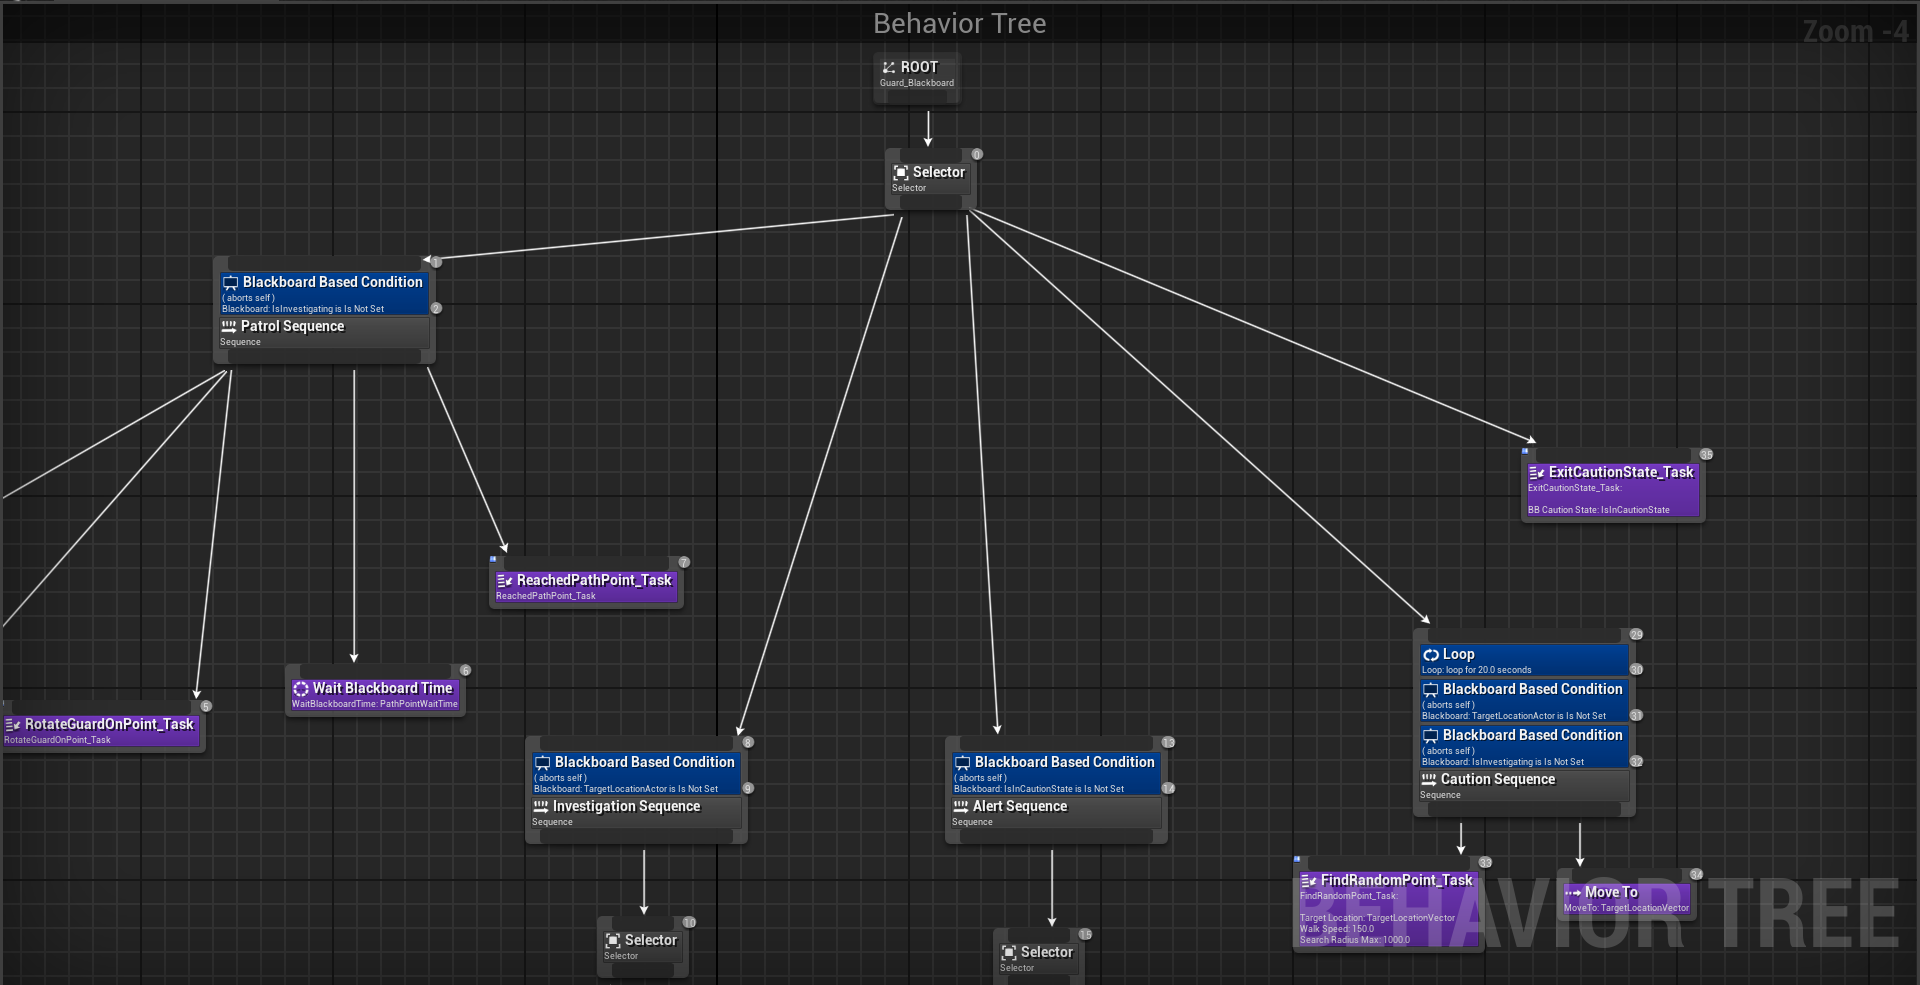 Behavior Tree
Zoom -4
ROOT
Guard_Blackboard
0
Selector
Selector
1
Blackboard Based Condition
( aborts self )
Blackboard: IsInvestigating is Is Not Set
2
Patrol Sequence
Sequence
35
ExitCautionState_Task
ExitCautionState_Task:
BB Caution State: IsInCautionState
7
ReachedPathPoint_Task
ReachedPathPoint_Task
6
Wait Blackboard Time
WaitBlackboardTime: PathPointWaitTime
5
RotateGuardOnPoint_Task
RotateGuardOnPoint_Task
8
Blackboard Based Condition
( aborts self )
Blackboard: TargetLocationActor is Is Not Set
9
Investigation Sequence
Sequence
13
Blackboard Based Condition
( aborts self )
Blackboard: IsInCautionState is Is Not Set
14
Alert Sequence
Sequence
29
Loop
Loop: loop for 20.0 seconds
30
Blackboard Based Condition
( aborts self )
Blackboard: TargetLocationActor is Is Not Set
31
Blackboard Based Condition
( aborts self )
Blackboard: IsInvestigating is Is Not Set
32
Caution Sequence
Sequence
33
FindRandomPoint_Task
FindRandomPoint_Task:
Target Location: TargetLocationVector
Walk Speed: 150.0
Search Radius Max: 1000.0
34
Move To
MoveTo: TargetLocationVector
10
Selector
Selector
15
Selector
Selector
BEHAVIOR TREE